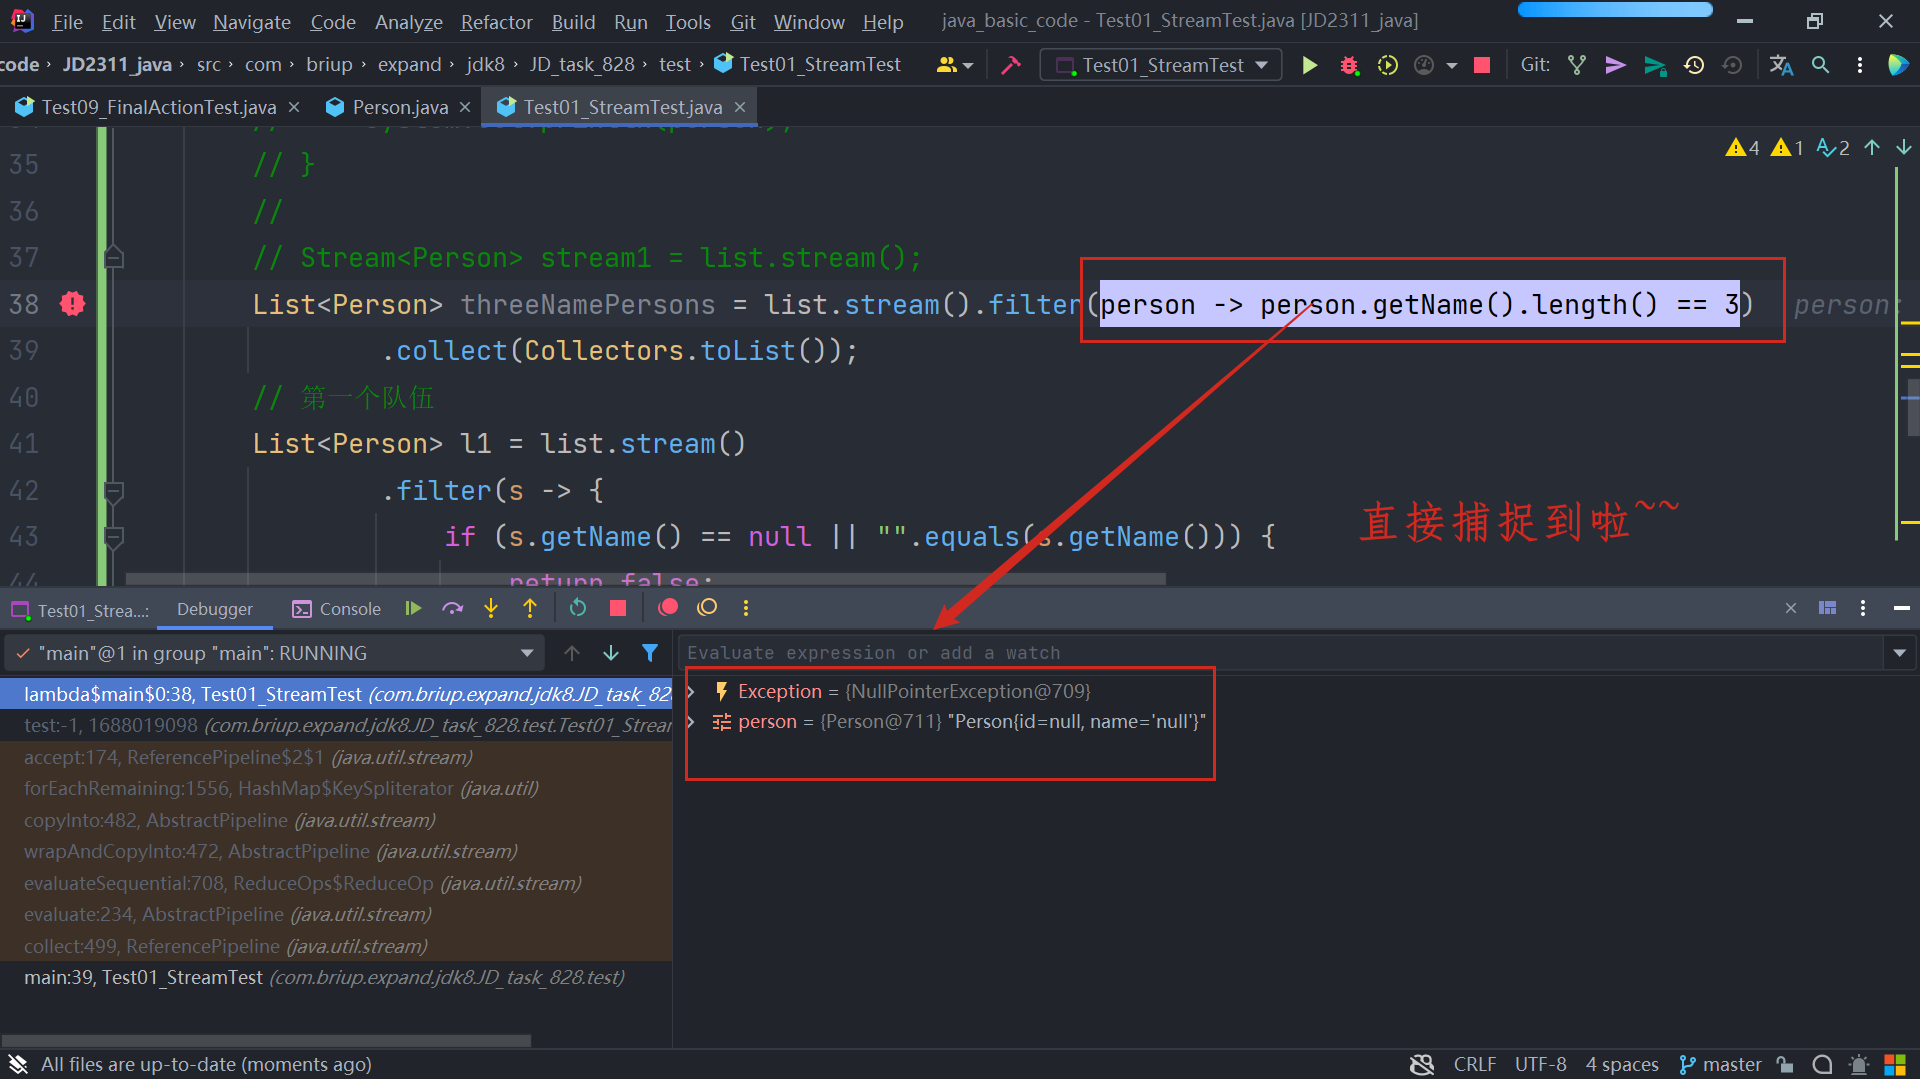 File Edit View Navigate Code Analyze Refactor Build Run Tools Git Window Help java_basic_code - Test01_StreamTest.java [JD2311_java]
code › JD2311_java › src › com › briup › expand › jdk8 › JD_task_828 › test › Test01_StreamTest Test01_StreamTest Git:
Test09_FinalActionTest.java × Person.java × Test01_StreamTest.java ×
4 1 2
35 // }
36 //
37 // Stream<Person> stream1 = list.stream();
38 List<Person> threeNamePersons = list.stream().filter(person -> person.getName().length() == 3) person:
39 .collect(Collectors.toList());
40 // 第一个队伍
41 List<Person> l1 = list.stream()
42 .filter(s -> {
43 if (s.getName() == null || "".equals(s.getName())) {
直接捕捉到啦~~
44 return false;
Test01_Strea...: Debugger Console
"main"@1 in group "main": RUNNING
Evaluate expression or add a watch
lambda$main$0:38, Test01_StreamTest (com.briup.expand.jdk8.JD_task_82
Exception = {NullPointerException@709}
test:-1, 1688019098 (com.briup.expand.jdk8.JD_task_828.test.Test01_Strear
person = {Person@711} "Person{id=null, name='null'}"
accept:174, ReferencePipeline$2$1 (java.util.stream)
forEachRemaining:1556, HashMap$KeySpliterator (java.util)
copyInto:482, AbstractPipeline (java.util.stream)
wrapAndCopyInto:472, AbstractPipeline (java.util.stream)
evaluateSequential:708, ReduceOps$ReduceOp (java.util.stream)
evaluate:234, AbstractPipeline (java.util.stream)
collect:499, ReferencePipeline (java.util.stream)
main:39, Test01_StreamTest (com.briup.expand.jdk8.JD_task_828.test)
All files are up-to-date (moments ago) CRLF UTF-8 4 spaces master